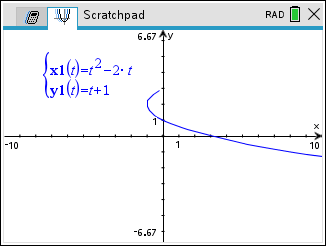 Scratchpad RAD
6.67 y
x1(t)=t²−2·t
y1(t)=t+1
1
x
-10 1 10
-6.67